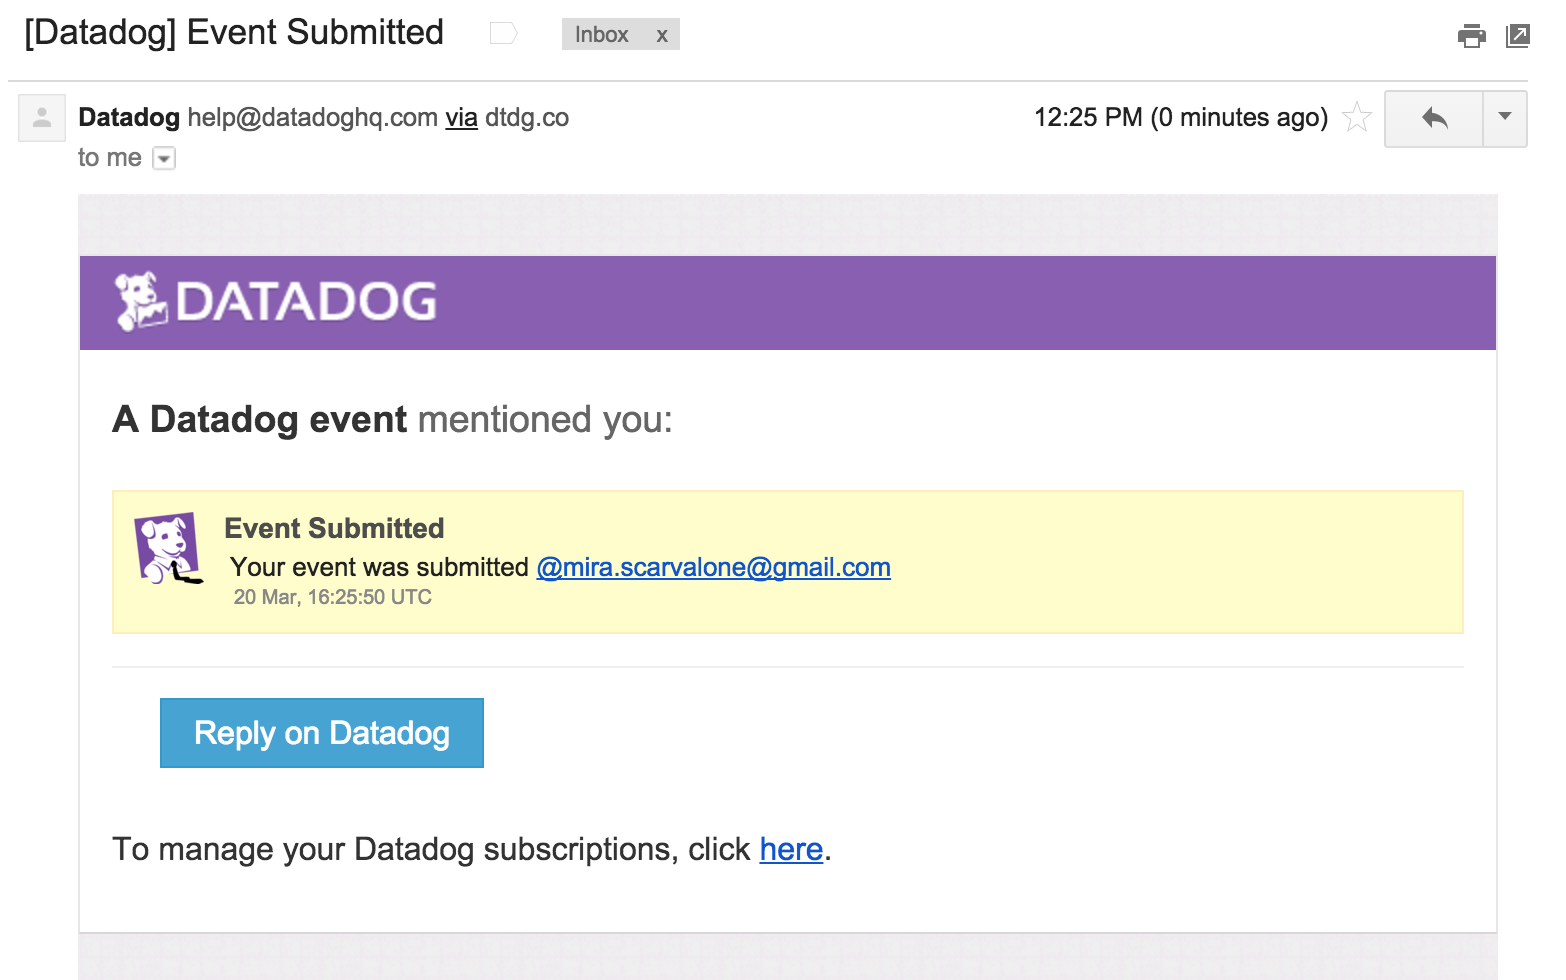 [Datadog] Event Submitted
Inbox x
Datadog help@datadoghq.com via dtdg.co
12:25 PM (0 minutes ago)
to me
DATADOG
A Datadog event mentioned you:
Event Submitted
Your event was submitted @mira.scarvalone@gmail.com
20 Mar, 16:25:50 UTC
Reply on Datadog
To manage your Datadog subscriptions, click here.